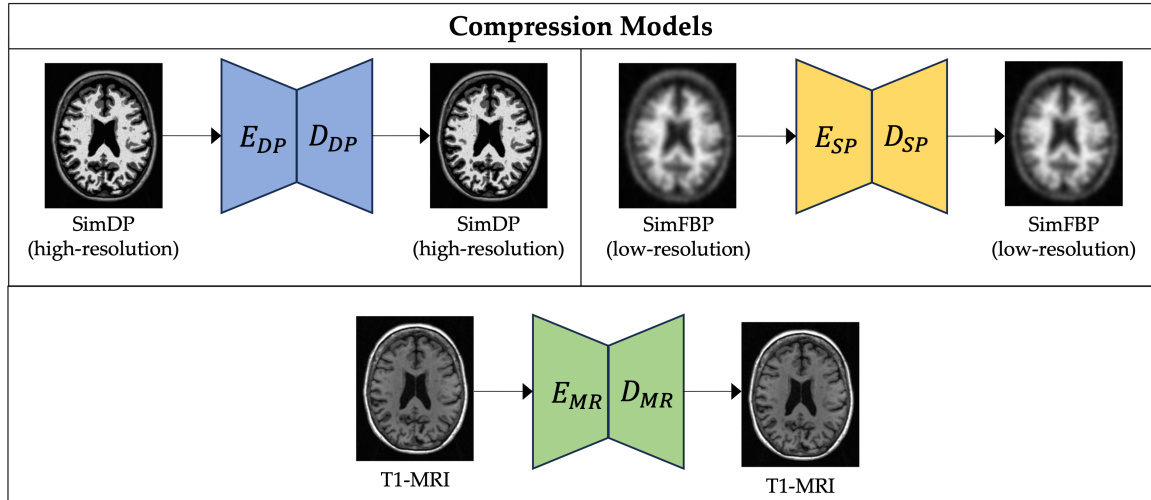 Compression Models
E_DP D_DP
SimDP
(high-resolution)
SimDP
(high-resolution)
E_SP D_SP
SimFBP
(low-resolution)
SimFBP
(low-resolution)
E_MR D_MR
T1-MRI
T1-MRI